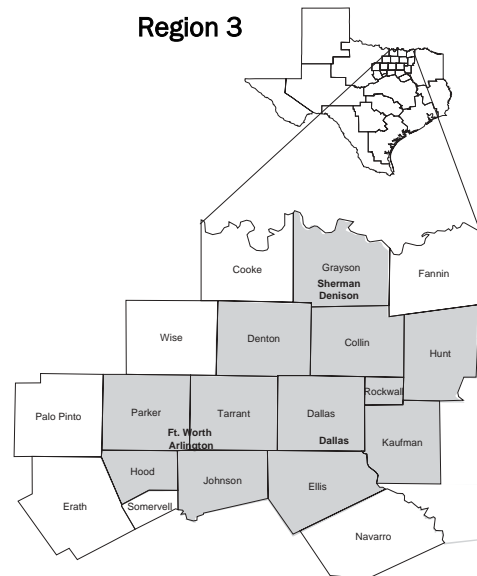 Region 3
Cooke
Grayson
Fannin
Sherman
Denison
Wise
Denton
Collin
Hunt
Rockwall
Palo Pinto
Parker
Tarrant
Dallas
Ft. Worth
Arlington
Dallas
Kaufman
Hood
Johnson
Ellis
Erath
Somervell
Navarro